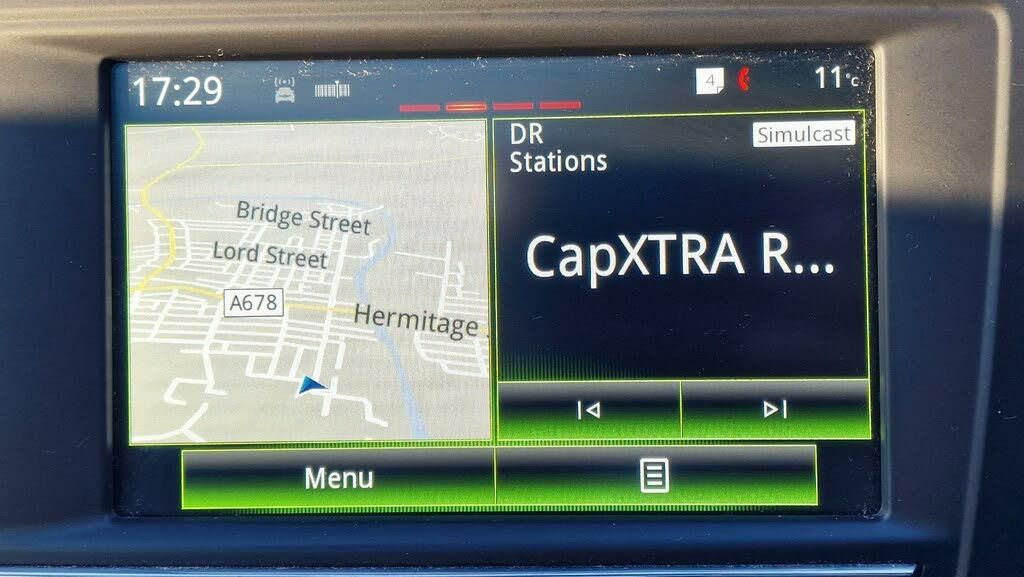 17:29
4
11°C
DR
Stations
Simulcast
CapXTRA R...
Bridge Street
Lord Street
A678
Hermitage
Menu